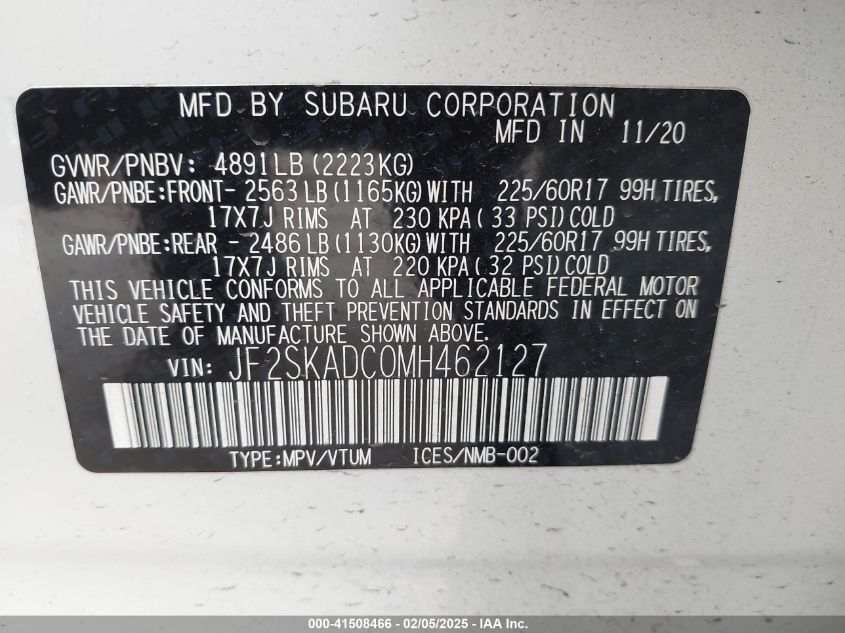 MFD BY SUBARU CORPORATION
MFD IN 11/20
GVWR/PNBV: 4891LB (2223KG)
GAWR/PNBE:FRONT- 2563 LB (1165KG) WITH 225/60R17 99H TIRES,
17X7J RIMS AT 230 KPA ( 33 PSI) COLD
GAWR/PNBE:REAR - 2486 LB (1130KG) WITH 225/60R17 99H TIRES,
17X7J RIMS AT 220 KPA ( 32 PSI) COLD
THIS VEHICLE CONFORMS TO ALL APPLICABLE FEDERAL MOTOR
VEHICLE SAFETY AND THEFT PREVENTION STANDARDS IN EFFECT ON
THE DATE OF MANUFACTURE SHOWN ABOVE.
VIN: JF2SKADC0MH462127
TYPE:MPV/VTUM ICES/NMB-002
000-41508466 - 02/05/2025 - IAA Inc.